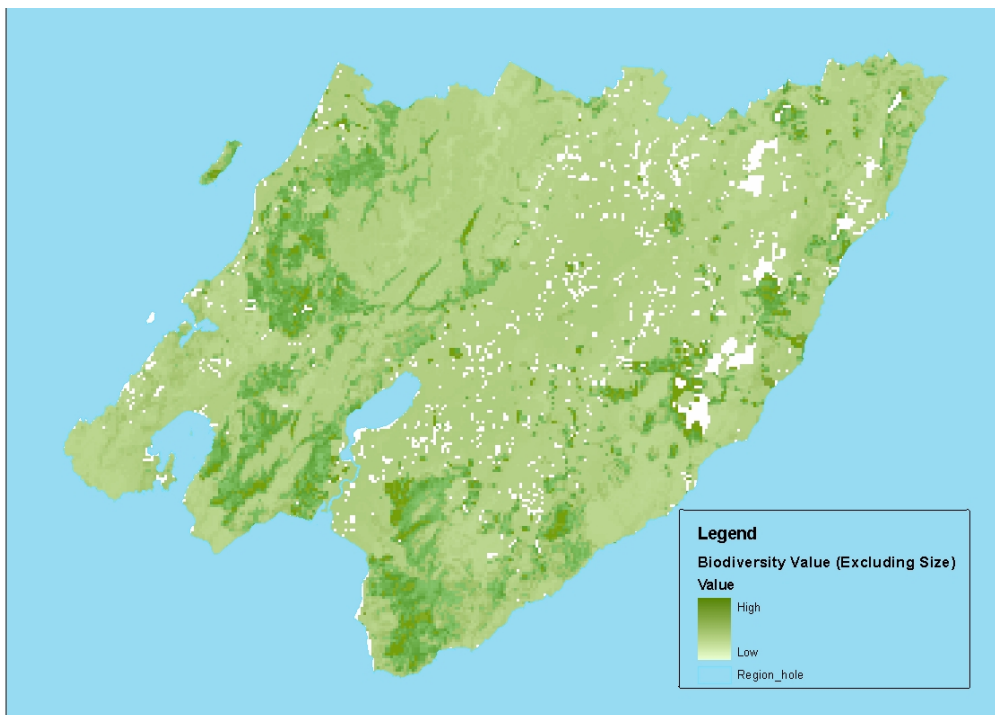 Legend
Biodiversity Value (Excluding Size)
Value
High
Low
Region_hole